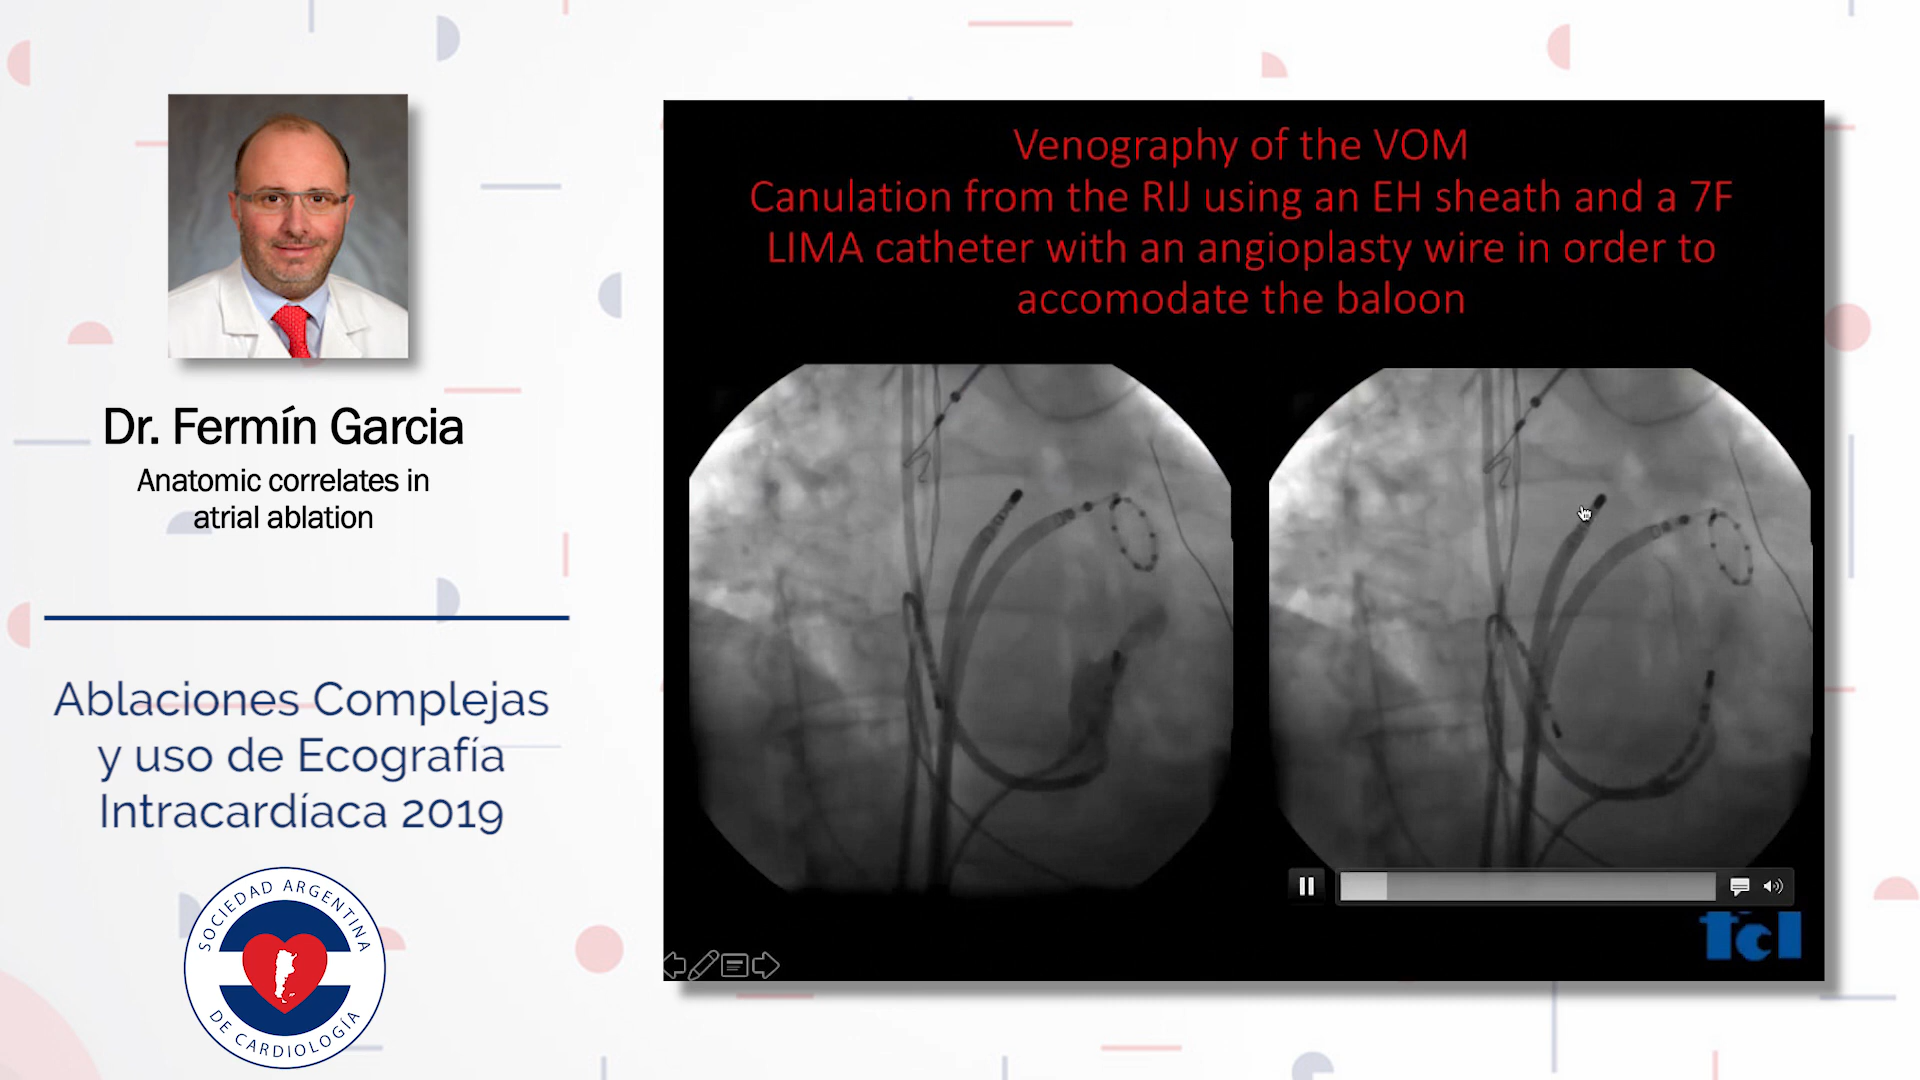 Venography of the VOM
Canulation from the RIJ using an EH sheath and a 7F
LIMA catheter with an angioplasty wire in order to
accomodate the baloon
Dr. Fermín Garcia
Anatomic correlates in
atrial ablation
Ablaciones Complejas
y uso de Ecografía
Intracardíaca 2019
SOCIEDAD ARGENTINA
DE CARDIOLOGÍA
fcl